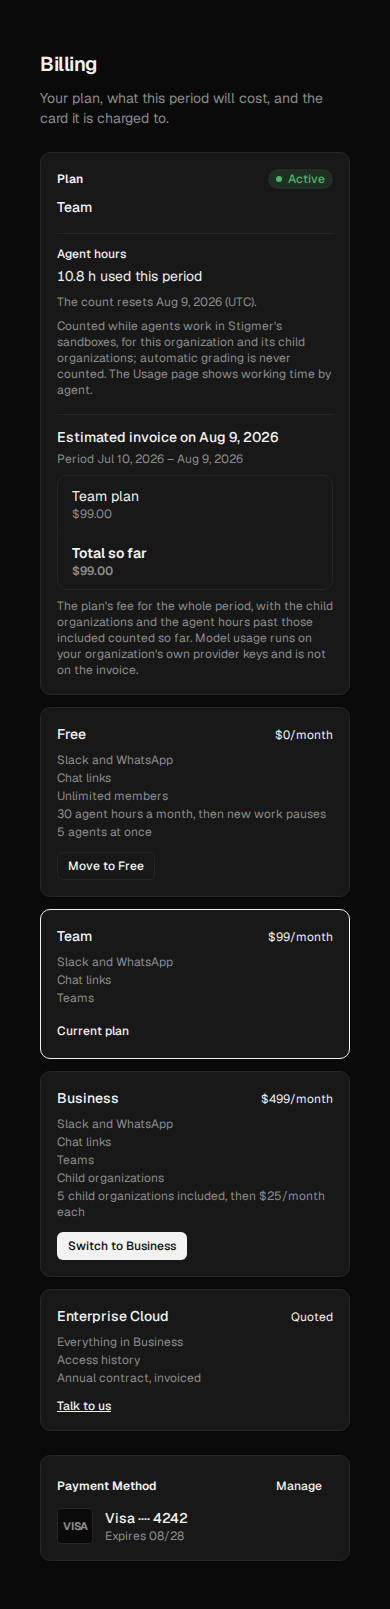 Billing
Your plan, what this period will cost, and the
card it is charged to.
Plan
Active
Team
Agent hours
10.8 h used this period
The count resets Aug 9, 2026 (UTC).
Counted while agents work in Stigmer's
sandboxes, for this organization and its child
organizations; automatic grading is never
counted. The Usage page shows working time by
agent.
Estimated invoice on Aug 9, 2026
Period Jul 10, 2026 – Aug 9, 2026
Team plan
$99.00
Total so far
$99.00
The plan's fee for the whole period, with the child
organizations and the agent hours past those
included counted so far. Model usage runs on
your organization's own provider keys and is not
on the invoice.
Free $0/month
Slack and WhatsApp
Chat links
Unlimited members
30 agent hours a month, then new work pauses
5 agents at once
Move to Free
Team $99/month
Slack and WhatsApp
Chat links
Teams
Current plan
Business $499/month
Slack and WhatsApp
Chat links
Teams
Child organizations
5 child organizations included, then $25/month
each
Switch to Business
Enterprise Cloud Quoted
Everything in Business
Access history
Annual contract, invoiced
Talk to us
Payment Method Manage
VISA
Visa ···· 4242
Expires 08/28